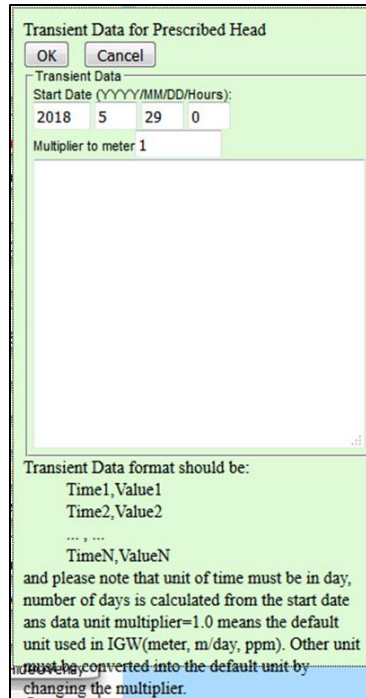 Transient Data for Prescribed Head
OK Cancel
Transient Data
Start Date (YYYY/MM/DD/Hours):
2018 5 29 0
Multiplier to meter 1
Transient Data format should be:
Time1,Value1
Time2,Value2
... , ...
TimeN,ValueN
and please note that unit of time must be in day,
number of days is calculated from the start date
ans data unit multiplier=1.0 means the default
unit used in IGW(meter, m/day, ppm). Other unit
must be converted into the default unit by
changing the multiplier.